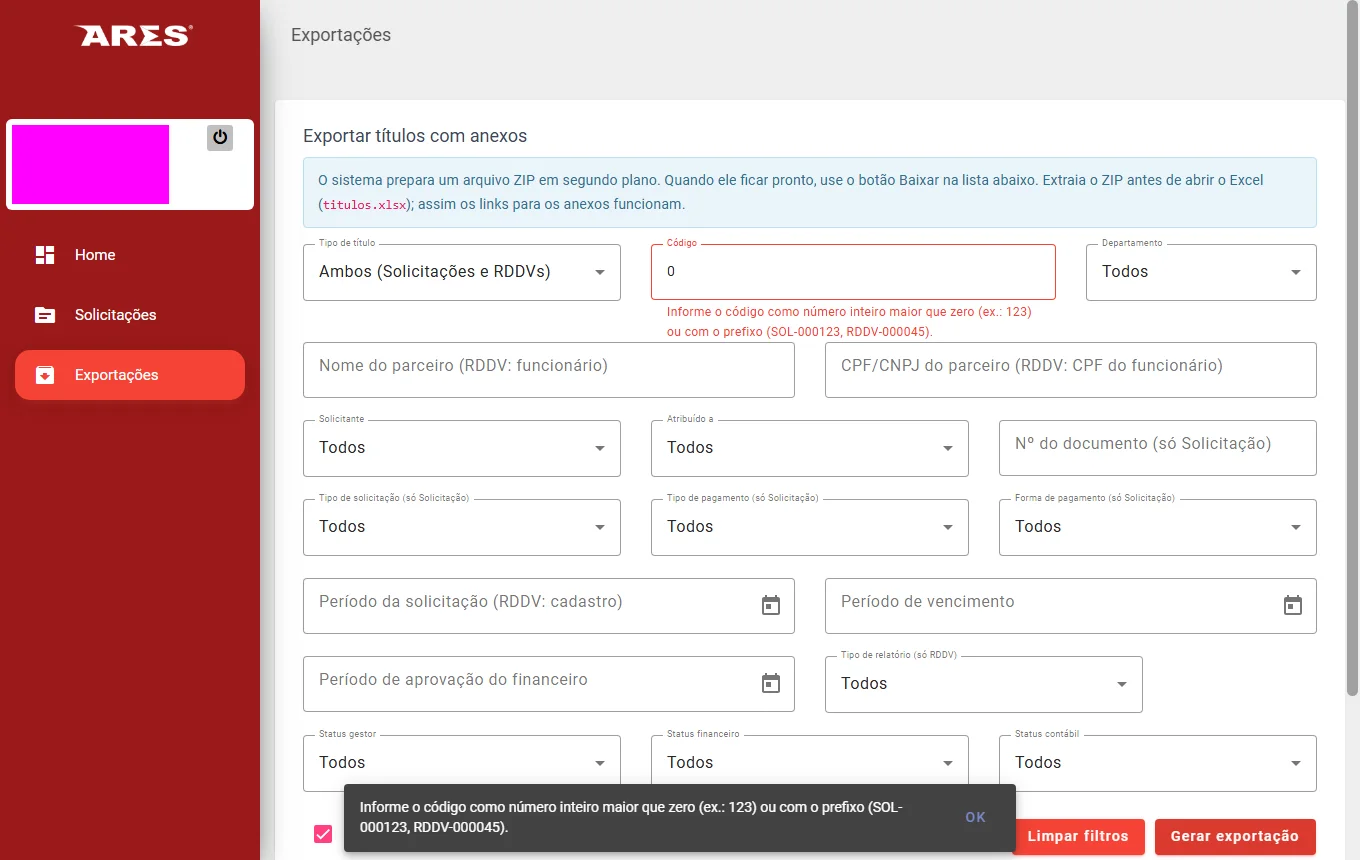 ARES
Exportações
Home
Solicitações
Exportações
Exportar títulos com anexos
O sistema prepara um arquivo ZIP em segundo plano. Quando ele ficar pronto, use o botão Baixar na lista abaixo. Extraia o ZIP antes de abrir o Excel
(titulos.xlsx); assim os links para os anexos funcionam.
Tipo de título
Ambos (Solicitações e RDDVs)
Código
0
Informe o código como número inteiro maior que zero (ex.: 123)
ou com o prefixo (SOL-000123, RDDV-000045).
Departamento
Todos
Nome do parceiro (RDDV: funcionário)
CPF/CNPJ do parceiro (RDDV: CPF do funcionário)
Solicitante
Todos
Atribuído a
Todos
Nº do documento (só Solicitação)
Tipo de solicitação (só Solicitação)
Todos
Tipo de pagamento (só Solicitação)
Todos
Forma de pagamento (só Solicitação)
Todos
Período da solicitação (RDDV: cadastro)
Período de vencimento
Período de aprovação do financeiro
Tipo de relatório (só RDDV)
Todos
Status gestor
Todos
Status financeiro
Todos
Status contábil
Todos
Informe o código como número inteiro maior que zero (ex.: 123) ou com o prefixo (SOL-
000123, RDDV-000045).
OK
Limpar filtros
Gerar exportação